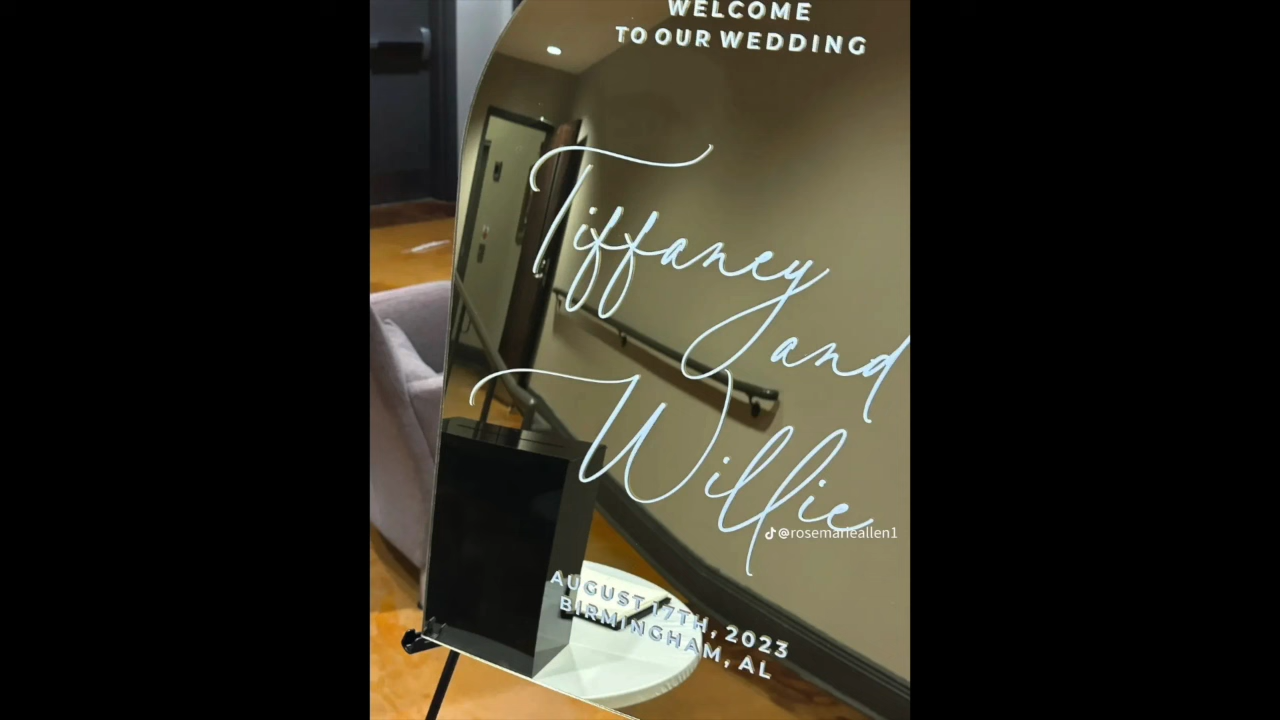 WELCOME
TO OUR WEDDING
Tiffaney
and
Willie
@rosemarieallen1
AUGUST 17TH, 2023
BIRMINGHAM, AL